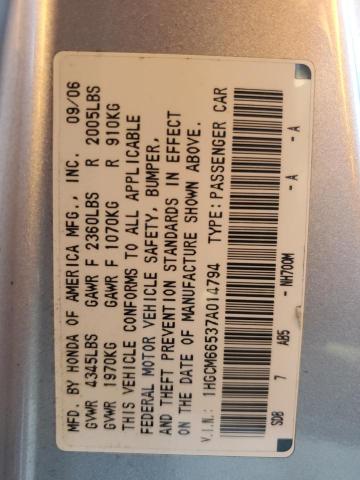 MFD. BY HONDA OF AMERICA MFG., INC. 09/06
GVWR 4345LBS GAWR F 2360LBS R 2005LBS
GVWR 1970KG GAWR F 1070KG R 910KG
THIS VEHICLE CONFORMS TO ALL APPLICABLE
FEDERAL MOTOR VEHICLE SAFETY, BUMPER,
AND THEFT PREVENTION STANDARDS IN EFFECT
ON THE DATE OF MANUFACTURE SHOWN ABOVE.
V.I.N.: 1HGCM66537A014794 TYPE: PASSENGER CAR
SDB 7 AB5 - NH700M - A - A